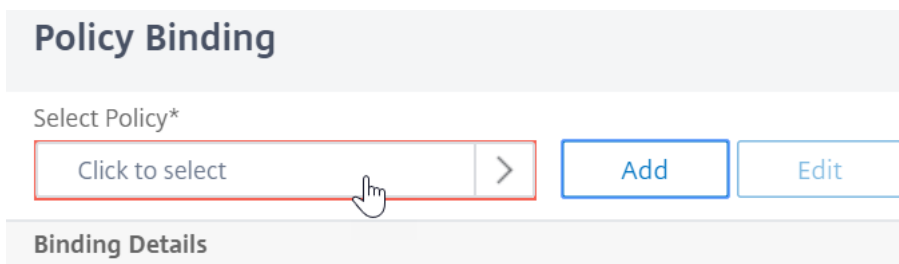 Policy Binding
Select Policy*
Click to select
Add
Edit
Binding Details